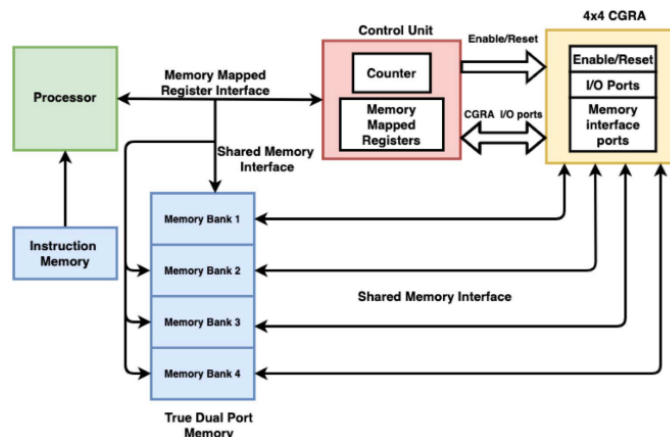 4x4 CGRA
Control Unit
Enable/Reset
Counter
Memory
Mapped
Registers
CGRA I/O ports
Enable/Reset
I/O Ports
Memory
interface
ports
Processor
Memory Mapped
Register Interface
Shared Memory
Interface
Instruction
Memory
Memory Bank 1
Memory Bank 2
Memory Bank 3
Memory Bank 4
Shared Memory Interface
True Dual Port
Memory